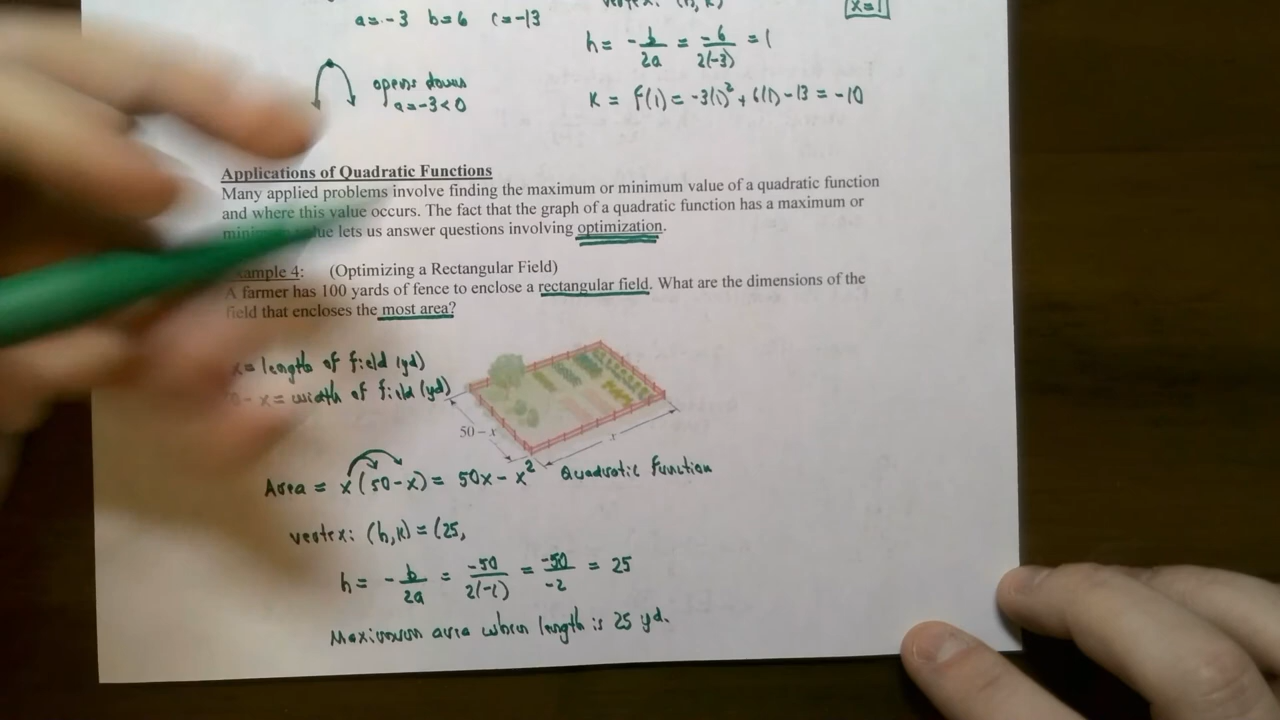 a=-3 b=6 c=-13
vertex: (h, k)
x=1
h= -b/2a = -6/2(-3) = 1
opens down
a=-3<0
K = f(1) = -3(1)²+6(1)-13 = -10
Applications of Quadratic Functions
Many applied problems involve finding the maximum or minimum value of a quadratic function
and where this value occurs. The fact that the graph of a quadratic function has a maximum or
lets us answer questions involving optimization.
(Optimizing a Rectangular Field)
A farmer has 100 yards of fence to enclose a rectangular field. What are the dimensions of the
field that encloses the most area?
x= length of field (yd)
- x= width of field (yd)
50 – x
x
Area = x(50-x)= 50x-x² Quadratic Function
vertex: (h,k)=(25,
h= -b/2a = -50/2(-1) = -50/-2 = 25
Maximum area when length is 25 yd.